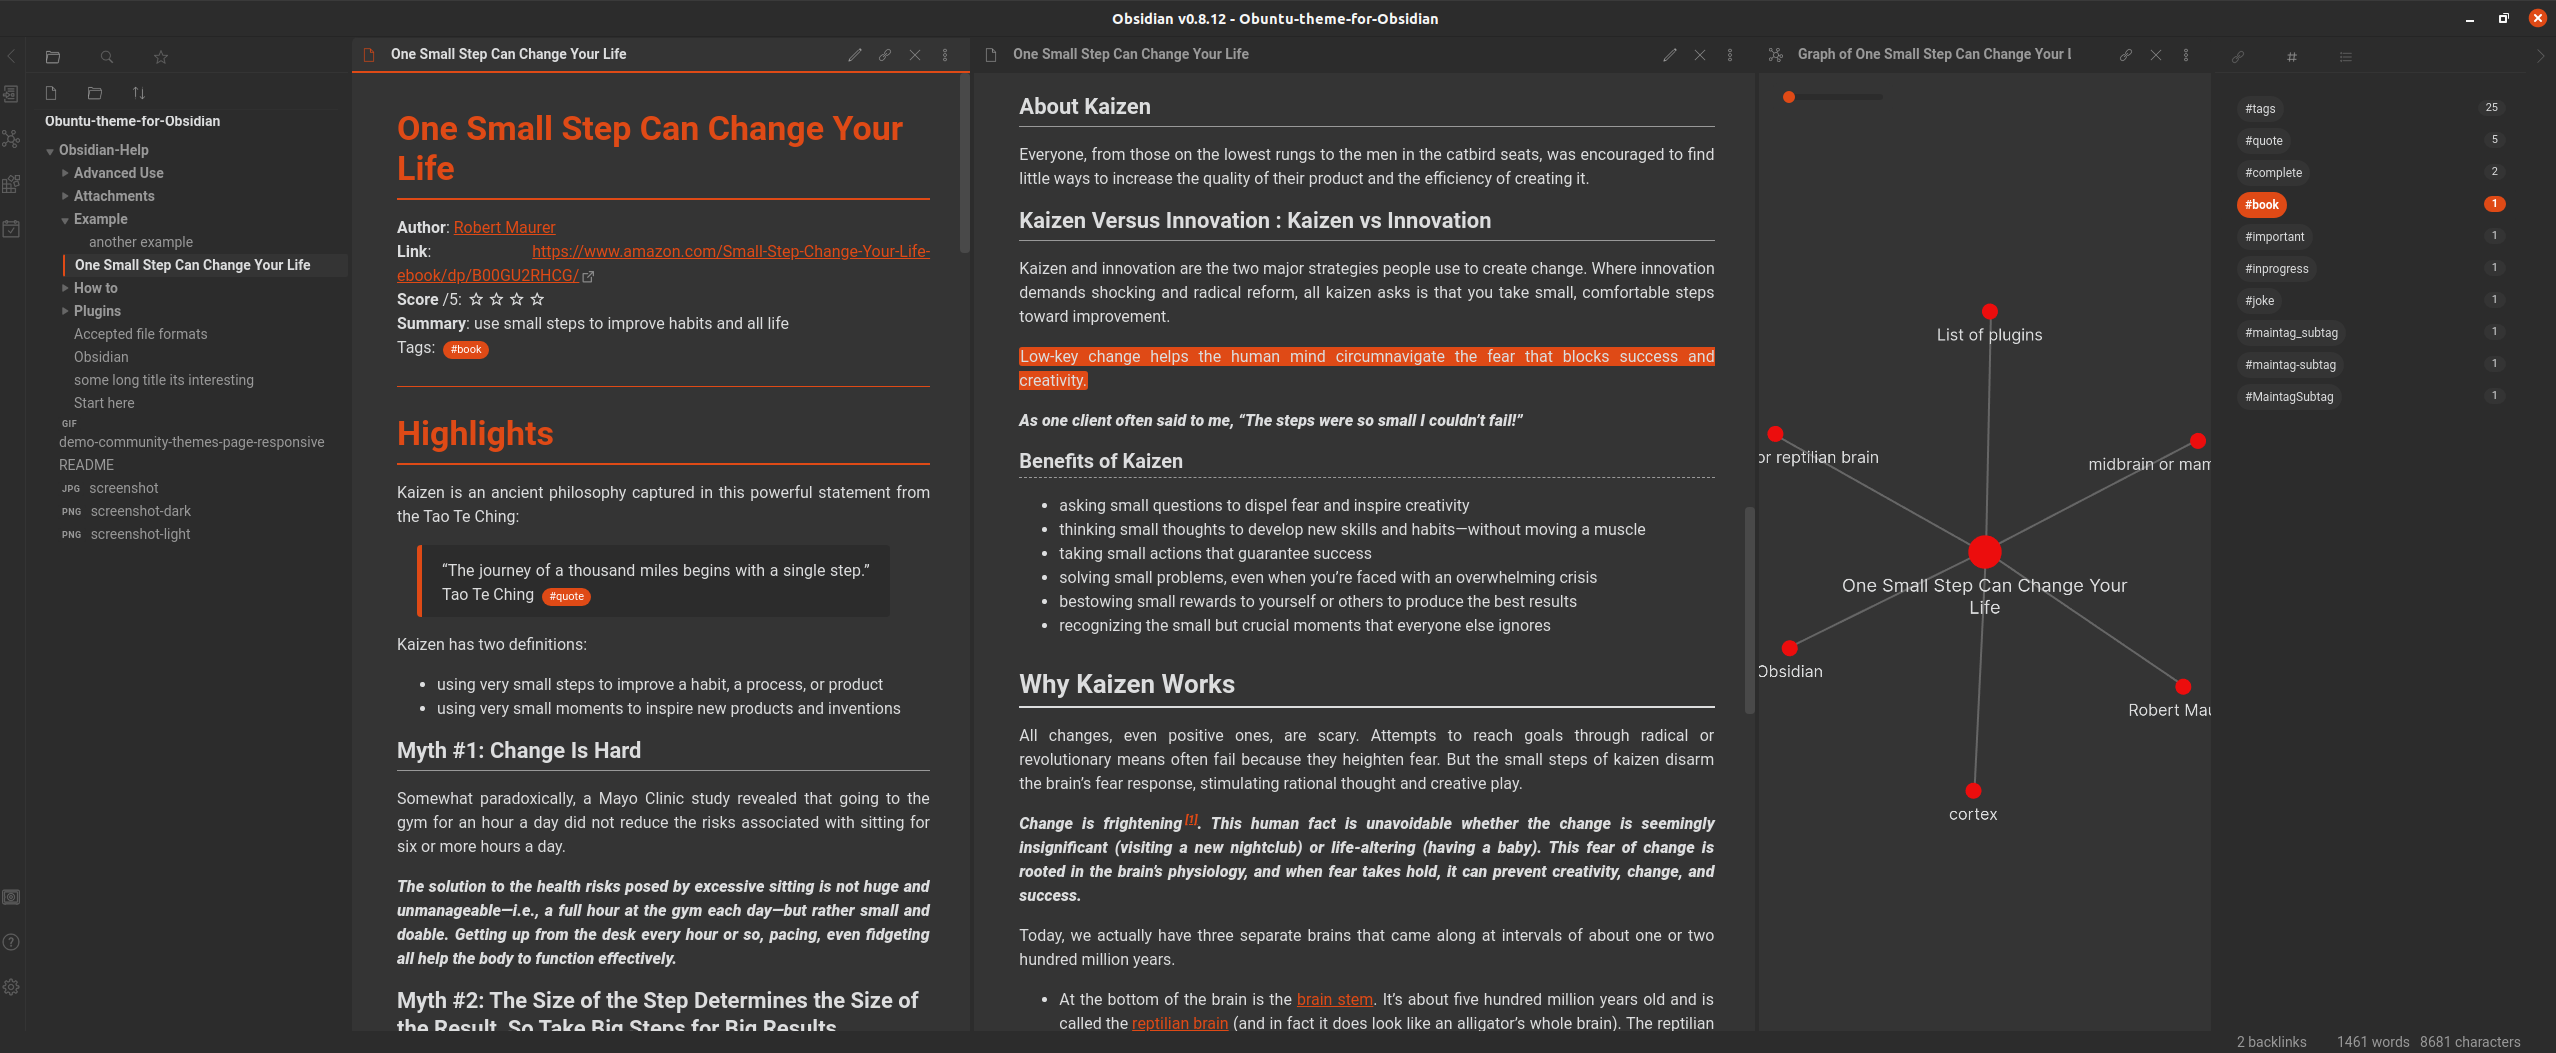 Obsidian v0.8.12 - Obuntu-theme-for-Obsidian
Obuntu-theme-for-Obsidian
Obsidian-Help
Advanced Use
Attachments
Example
another example
One Small Step Can Change Your Life
How to
Plugins
Accepted file formats
Obsidian
some long title its interesting
Start here
GIF
demo-community-themes-page-responsive
README
JPG screenshot
PNG screenshot-dark
PNG screenshot-light
One Small Step Can Change Your Life
One Small Step Can Change Your
Life
Author: Robert Maurer
Link: https://www.amazon.com/Small-Step-Change-Your-Life-
ebook/dp/B00GU2RHCG/
Score /5: ☆ ☆ ☆ ☆
Summary: use small steps to improve habits and all life
Tags: #book
Highlights
Kaizen is an ancient philosophy captured in this powerful statement from
the Tao Te Ching:
“The journey of a thousand miles begins with a single step.”
Tao Te Ching #quote
Kaizen has two definitions:
• using very small steps to improve a habit, a process, or product
• using very small moments to inspire new products and inventions
Myth #1: Change Is Hard
Somewhat paradoxically, a Mayo Clinic study revealed that going to the
gym for an hour a day did not reduce the risks associated with sitting for
six or more hours a day.
The solution to the health risks posed by excessive sitting is not huge and
unmanageable—i.e., a full hour at the gym each day—but rather small and
doable. Getting up from the desk every hour or so, pacing, even fidgeting
all help the body to function effectively.
Myth #2: The Size of the Step Determines the Size of
the Result, So Take Big Steps for Big Results
One Small Step Can Change Your Life
About Kaizen
Everyone, from those on the lowest rungs to the men in the catbird seats, was encouraged to find
little ways to increase the quality of their product and the efficiency of creating it.
Kaizen Versus Innovation : Kaizen vs Innovation
Kaizen and innovation are the two major strategies people use to create change. Where innovation
demands shocking and radical reform, all kaizen asks is that you take small, comfortable steps
toward improvement.
Low-key change helps the human mind circumnavigate the fear that blocks success and
creativity.
As one client often said to me, “The steps were so small I couldn’t fail!”
Benefits of Kaizen
• asking small questions to dispel fear and inspire creativity
• thinking small thoughts to develop new skills and habits—without moving a muscle
• taking small actions that guarantee success
• solving small problems, even when you’re faced with an overwhelming crisis
• bestowing small rewards to yourself or others to produce the best results
• recognizing the small but crucial moments that everyone else ignores
Why Kaizen Works
All changes, even positive ones, are scary. Attempts to reach goals through radical or
revolutionary means often fail because they heighten fear. But the small steps of kaizen disarm
the brain’s fear response, stimulating rational thought and creative play.
Change is frightening [1]. This human fact is unavoidable whether the change is seemingly
insignificant (visiting a new nightclub) or life-altering (having a baby). This fear of change is
rooted in the brain’s physiology, and when fear takes hold, it can prevent creativity, change, and
success.
Today, we actually have three separate brains that came along at intervals of about one or two
hundred million years.
• At the bottom of the brain is the brain stem. It’s about five hundred million years old and is
called the reptilian brain (and in fact it does look like an alligator’s whole brain). The reptilian
Graph of One Small Step Can Change Your l
List of plugins
or reptilian brain
midbrain or mam
One Small Step Can Change Your
Life
Obsidian
Robert Mau
cortex
#tags 25
#quote 5
#complete 2
#book 1
#important 1
#inprogress 1
#joke 1
#maintag_subtag 1
#maintag-subtag 1
#MaintagSubtag 1
2 backlinks 1461 words 8681 characters